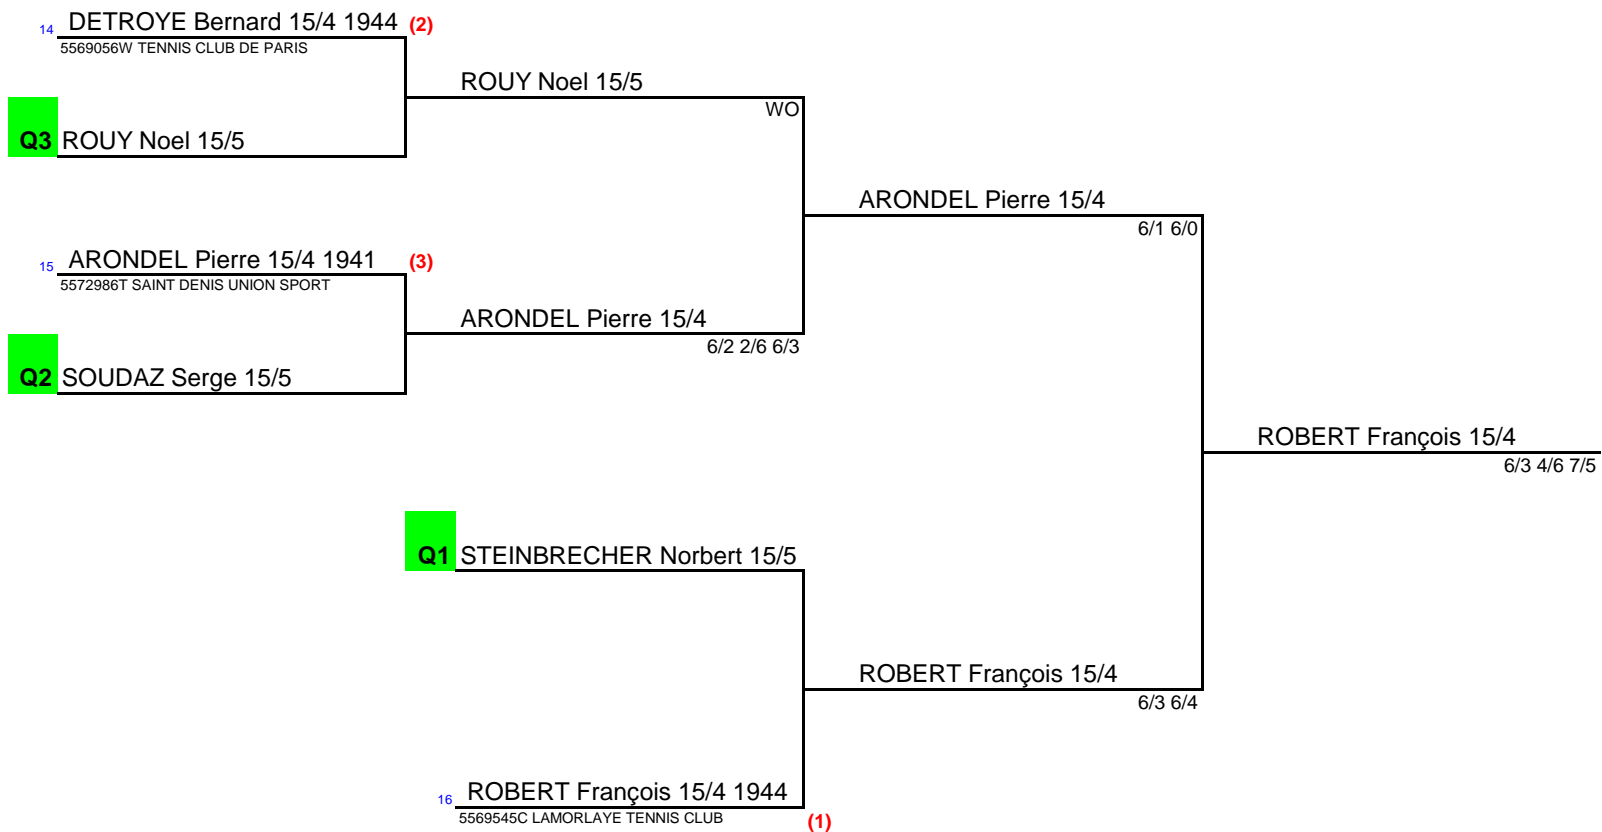 14 DETROYE Bernard 15/4 1944 (2)
5569056W TENNIS CLUB DE PARIS
ROUY Noel 15/5
WO
Q3 ROUY Noel 15/5
ARONDEL Pierre 15/4
6/1 6/0
15 ARONDEL Pierre 15/4 1941 (3)
5572986T SAINT DENIS UNION SPORT
ARONDEL Pierre 15/4
6/2 2/6 6/3
Q2 SOUDAZ Serge 15/5
ROBERT François 15/4
6/3 4/6 7/5
Q1 STEINBRECHER Norbert 15/5
ROBERT François 15/4
6/3 6/4
16 ROBERT François 15/4 1944
5569545C LAMORLAYE TENNIS CLUB (1)